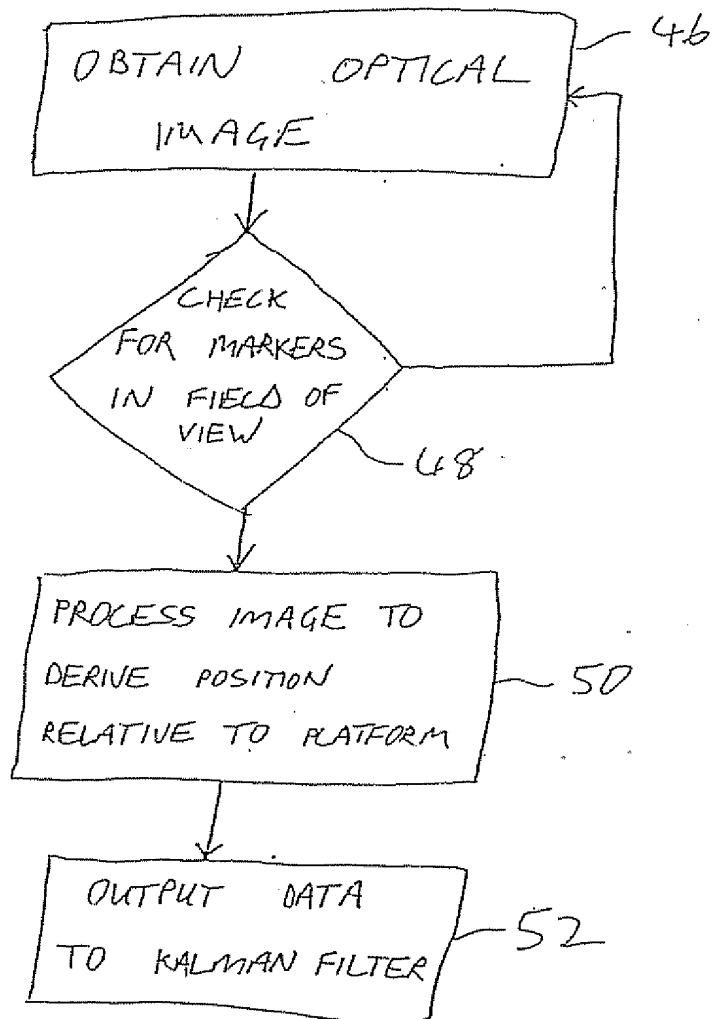 OBTAIN OPTICAL
IMAGE
46
CHECK
FOR MARKERS
IN FIELD OF
VIEW
48
PROCESS IMAGE TO
DERIVE POSITION
RELATIVE TO PLATFORM
50
OUTPUT DATA
TO KALMAN FILTER
52